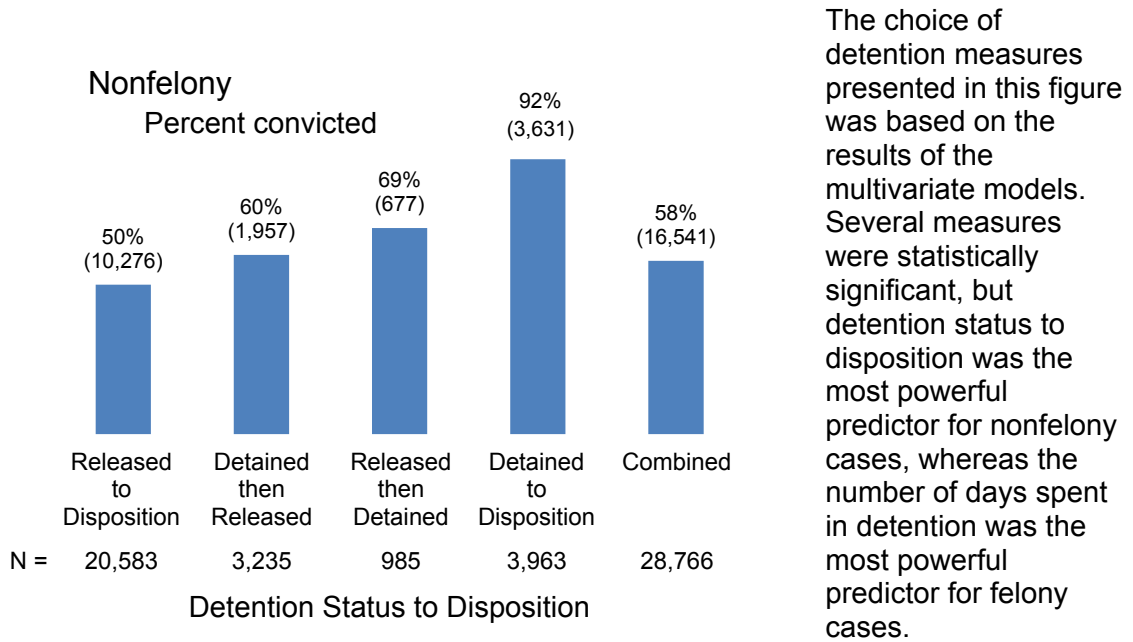 Nonfelony
Percent convicted
50%
(10,276)
60%
(1,957)
69%
(677)
92%
(3,631)
58%
(16,541)
Released
to
Disposition
Detained
then
Released
Released
then
Detained
Detained
to
Disposition
Combined
N = 20,583 3,235 985 3,963 28,766
Detention Status to Disposition
The choice of
detention measures
presented in this figure
was based on the
results of the
multivariate models.
Several measures
were statistically
significant, but
detention status to
disposition was the
most powerful
predictor for nonfelony
cases, whereas the
number of days spent
in detention was the
most powerful
predictor for felony
cases.